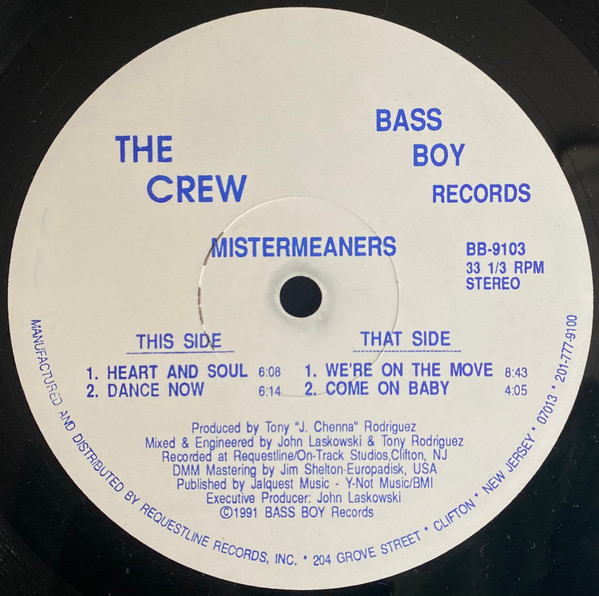 THE
CREW
BASS
BOY
RECORDS
MISTERMEANERS
BB-9103
33 1/3 RPM
STEREO
THIS SIDE
1. HEART AND SOUL 6:08
2. DANCE NOW 6:14
THAT SIDE
1. WE'RE ON THE MOVE 8:43
2. COME ON BABY 4:05
Produced by Tony "J. Chenna" Rodriguez
Mixed & Engineered by John Laskowski & Tony Rodriguez
Recorded at Requestline/On-Track Studios,Clifton, NJ
DMM Mastering by Jim Shelton-Europadisk, USA
Published by Jalquest Music - Y-Not Music/BMI
Executive Producer: John Laskowski
©1991 BASS BOY Records
MANUFACTURED AND DISTRIBUTED BY REQUESTLINE RECORDS, INC. * 204 GROVE STREET * CLIFTON * NEW JERSEY * 07013 * 201-777-9100